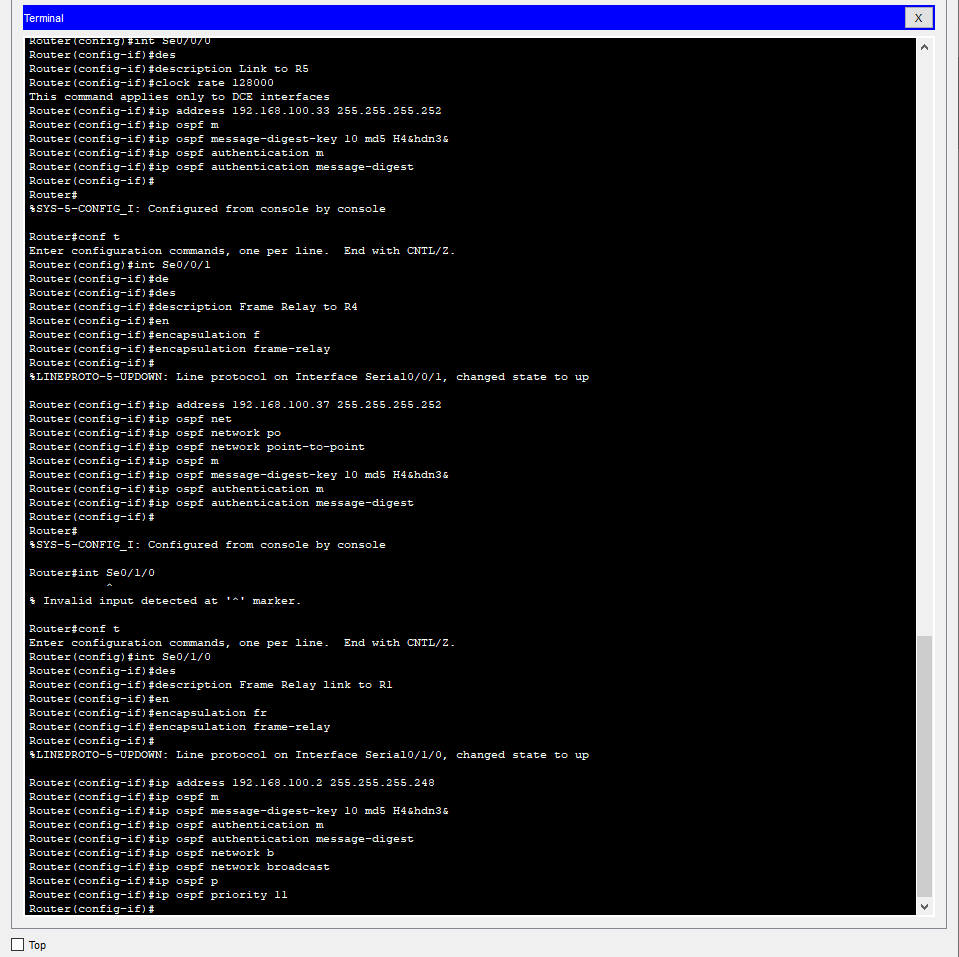 Terminal
X
Router(config)#int Se0/0/0
Router(config-if)#des
Router(config-if)#description Link to R5
Router(config-if)#clock rate 128000
This command applies only to DCE interfaces
Router(config-if)#ip address 192.168.100.33 255.255.255.252
Router(config-if)#ip ospf m
Router(config-if)#ip ospf message-digest-key 10 md5 H4&hdn3&
Router(config-if)#ip ospf authentication m
Router(config-if)#ip ospf authentication message-digest
Router(config-if)#
Router#
%SYS-5-CONFIG_I: Configured from console by console
Router#conf t
Enter configuration commands, one per line.  End with CNTL/Z.
Router(config)#int Se0/0/1
Router(config-if)#de
Router(config-if)#des
Router(config-if)#description Frame Relay to R4
Router(config-if)#en
Router(config-if)#encapsulation f
Router(config-if)#encapsulation frame-relay
Router(config-if)#
%LINEPROTO-5-UPDOWN: Line protocol on Interface Serial0/0/1, changed state to up
Router(config-if)#ip address 192.168.100.37 255.255.255.252
Router(config-if)#ip ospf net
Router(config-if)#ip ospf network po
Router(config-if)#ip ospf network point-to-point
Router(config-if)#ip ospf m
Router(config-if)#ip ospf message-digest-key 10 md5 H4&hdn3&
Router(config-if)#ip ospf authentication m
Router(config-if)#ip ospf authentication message-digest
Router(config-if)#
Router#
%SYS-5-CONFIG_I: Configured from console by console
Router#int Se0/1/0
^
% Invalid input detected at '^' marker.
Router#conf t
Enter configuration commands, one per line.  End with CNTL/Z.
Router(config)#int Se0/1/0
Router(config-if)#des
Router(config-if)#description Frame Relay link to R1
Router(config-if)#en
Router(config-if)#encapsulation fr
Router(config-if)#encapsulation frame-relay
Router(config-if)#
%LINEPROTO-5-UPDOWN: Line protocol on Interface Serial0/1/0, changed state to up
Router(config-if)#ip address 192.168.100.2 255.255.255.248
Router(config-if)#ip ospf m
Router(config-if)#ip ospf message-digest-key 10 md5 H4&hdn3&
Router(config-if)#ip ospf authentication m
Router(config-if)#ip ospf authentication message-digest
Router(config-if)#ip ospf network b
Router(config-if)#ip ospf network broadcast
Router(config-if)#ip ospf p
Router(config-if)#ip ospf priority 11
Router(config-if)#
Top